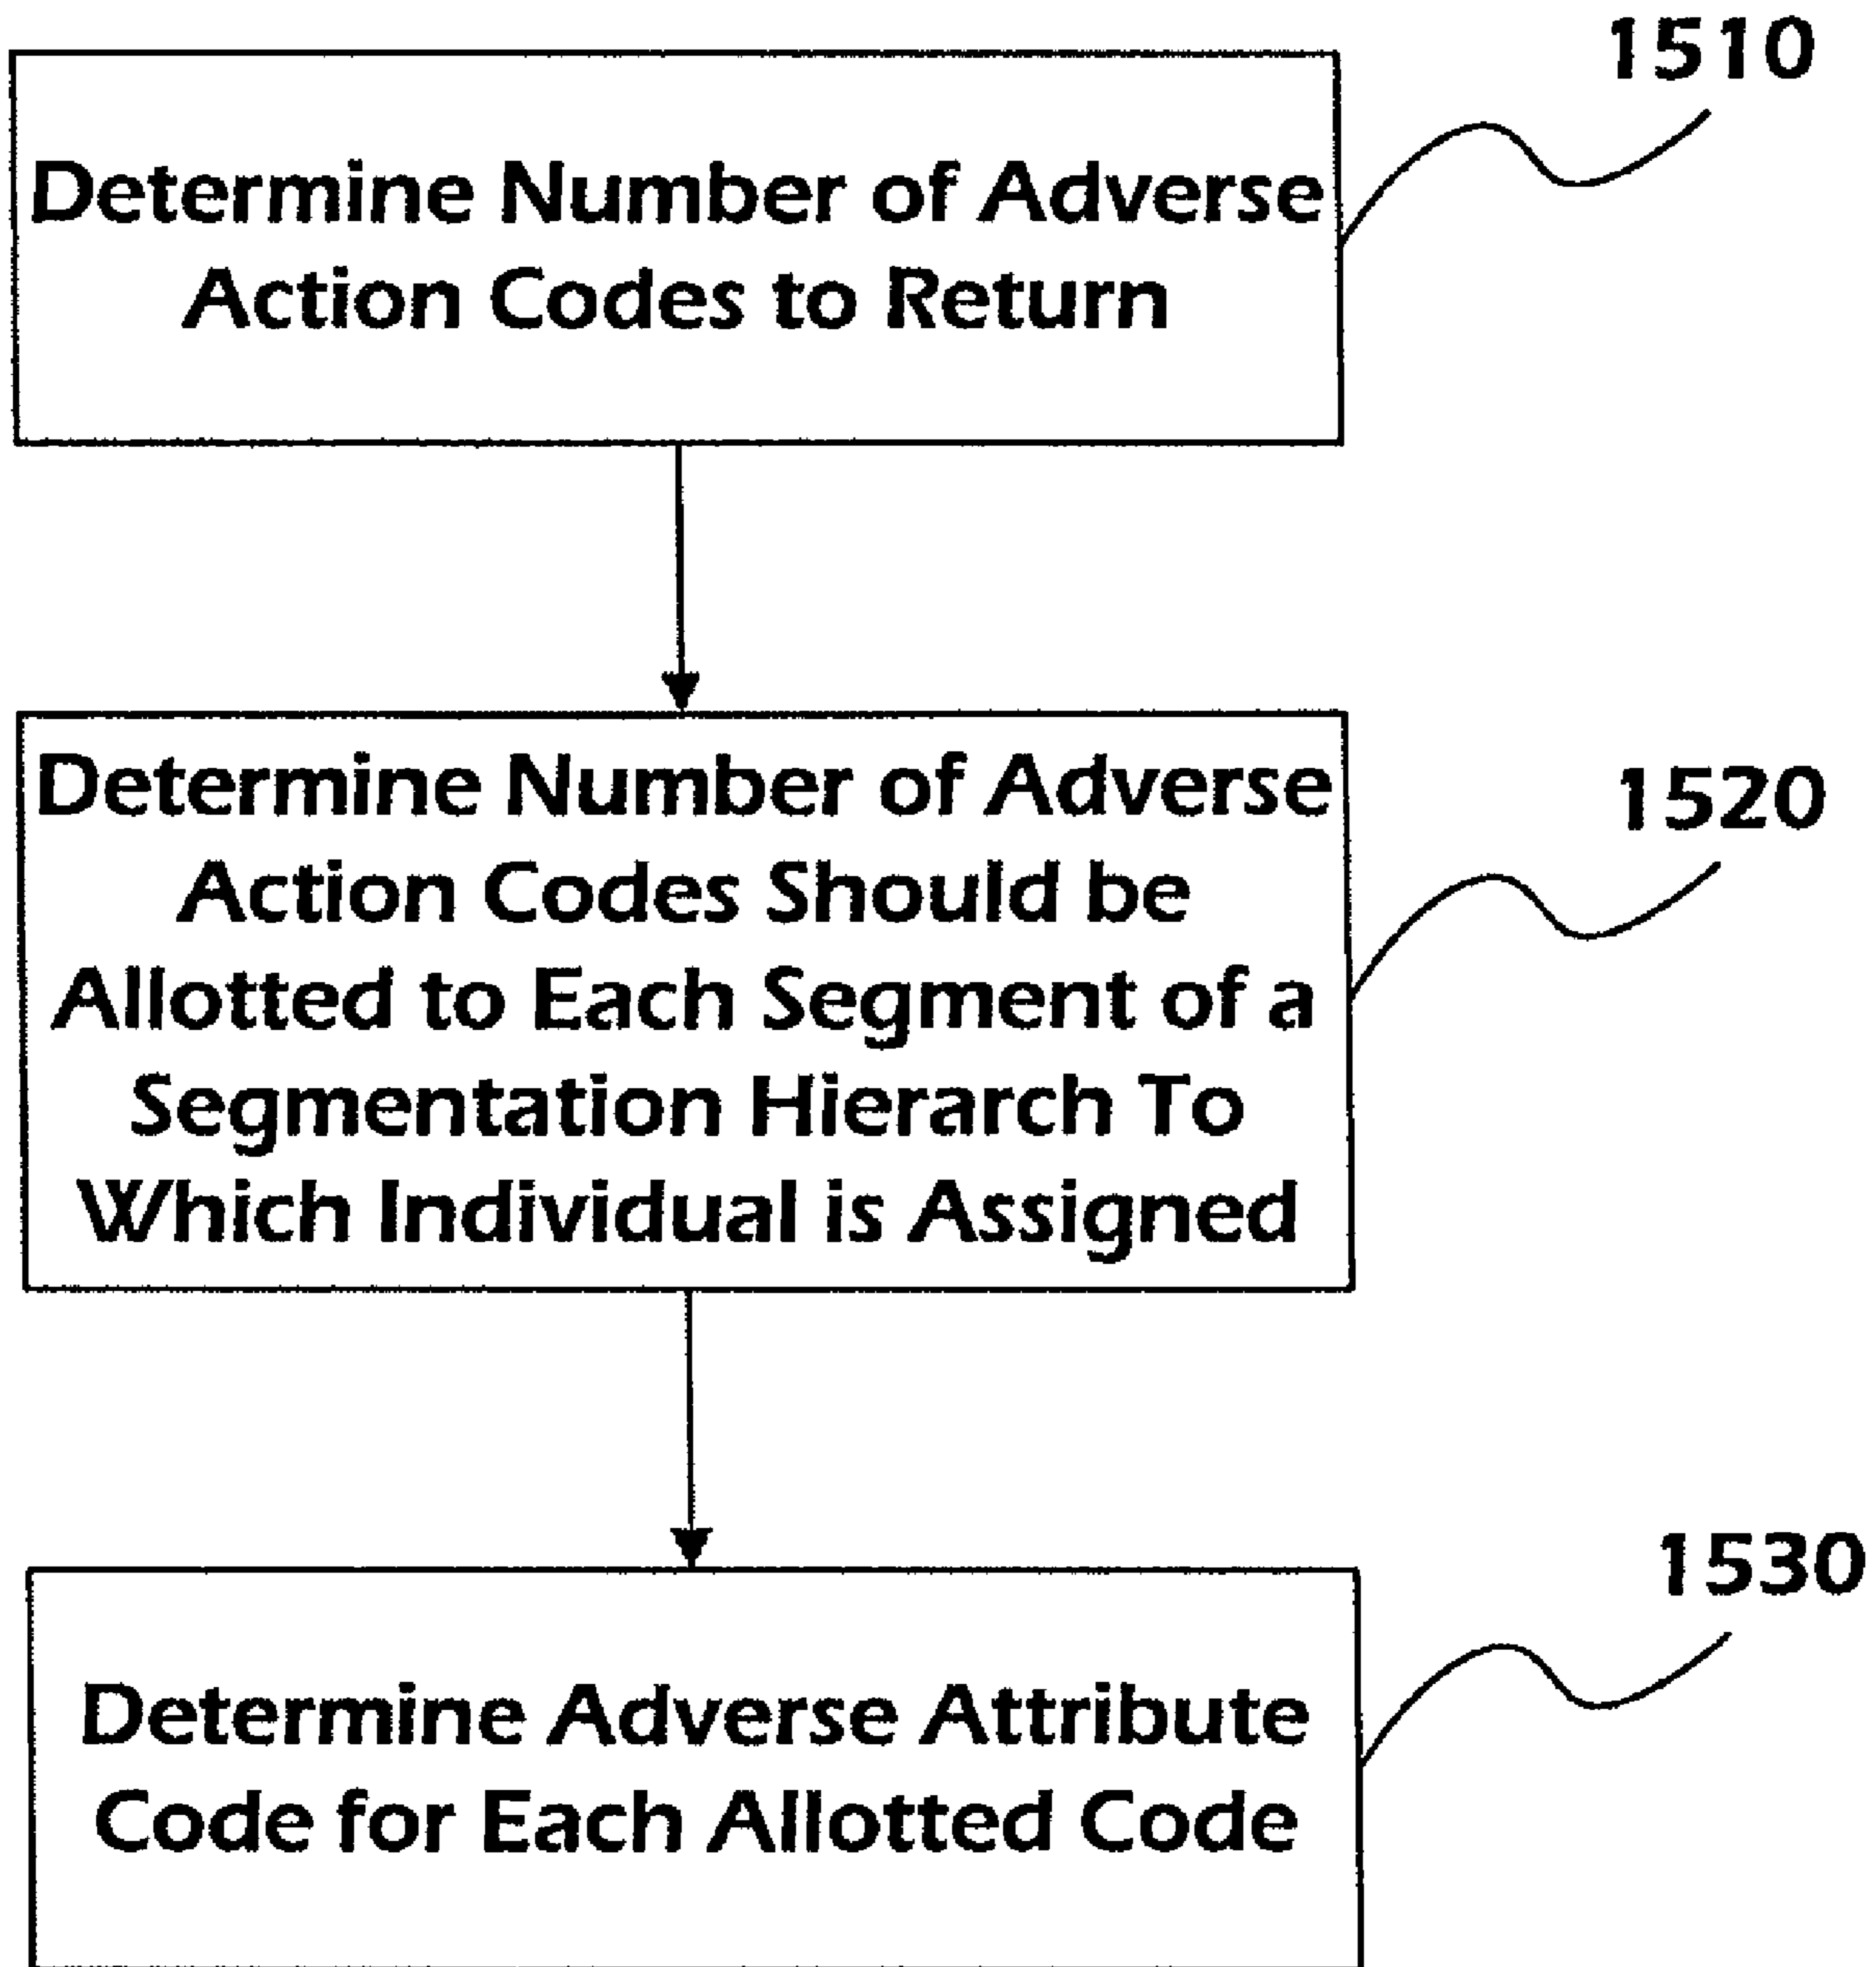 1510
Determine Number of Adverse
Action Codes to Return
Determine Number of Adverse
Action Codes Should be
Allotted to Each Segment of a
Segmentation Hierarch To
Which Individual is Assigned
1520
Determine Adverse Attribute
Code for Each Allotted Code
1530